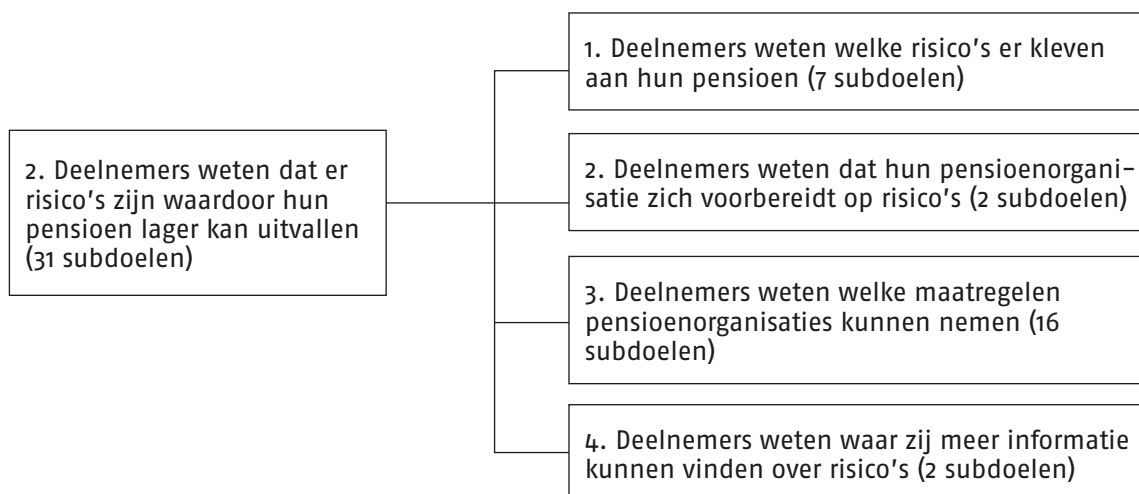 2. Deelnemers weten dat er
risico's zijn waardoor hun
pensioen lager kan uitvallen
(31 subdoelen)
1. Deelnemers weten welke risico's er kleven
aan hun pensioen (7 subdoelen)
2. Deelnemers weten dat hun pensioenorgani-
satie zich voorbereidt op risico's (2 subdoelen)
3. Deelnemers weten welke maatregelen
pensioenorganisaties kunnen nemen (16
subdoelen)
4. Deelnemers weten waar zij meer informatie
kunnen vinden over risico's (2 subdoelen)